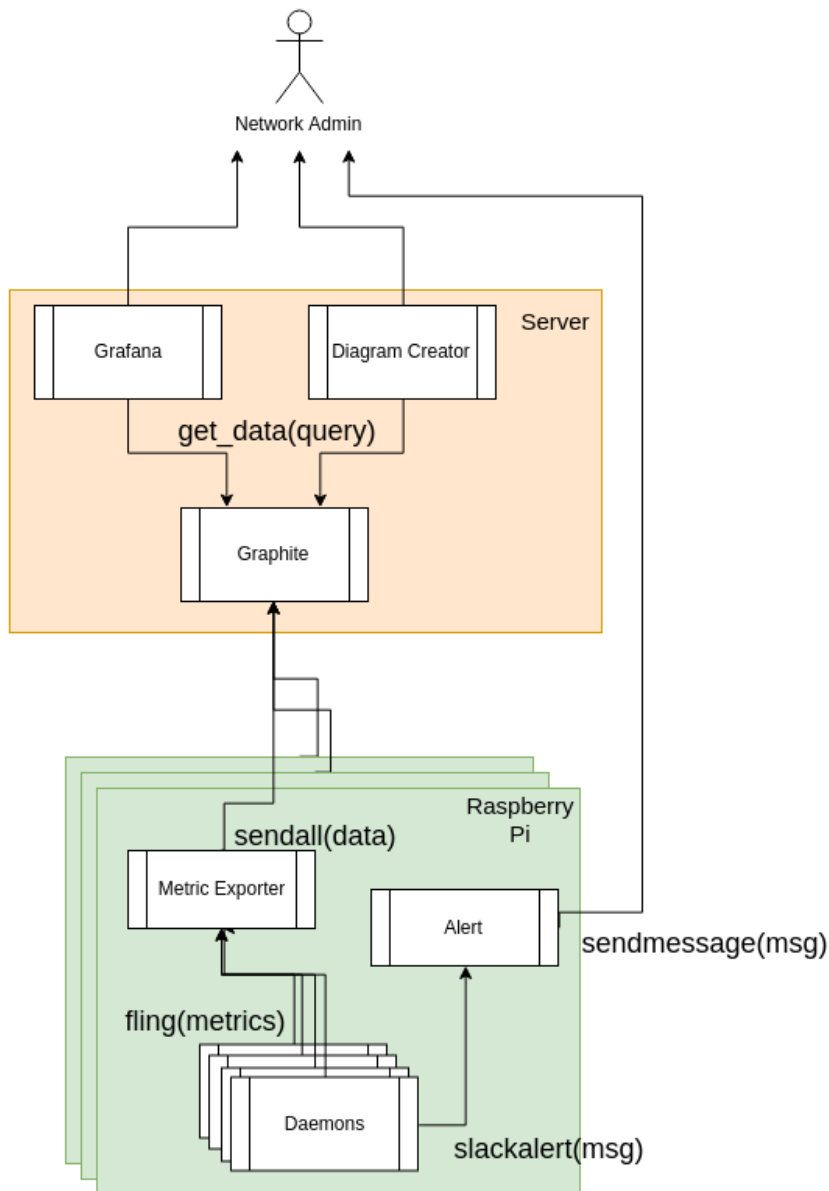 Network Admin
Server
Grafana
Diagram Creator
get_data(query)
Graphite
Raspberry
Pi
sendall(data)
Metric Exporter
Alert
sendmessage(msg)
fling(metrics)
Daemons
slackalert(msg)